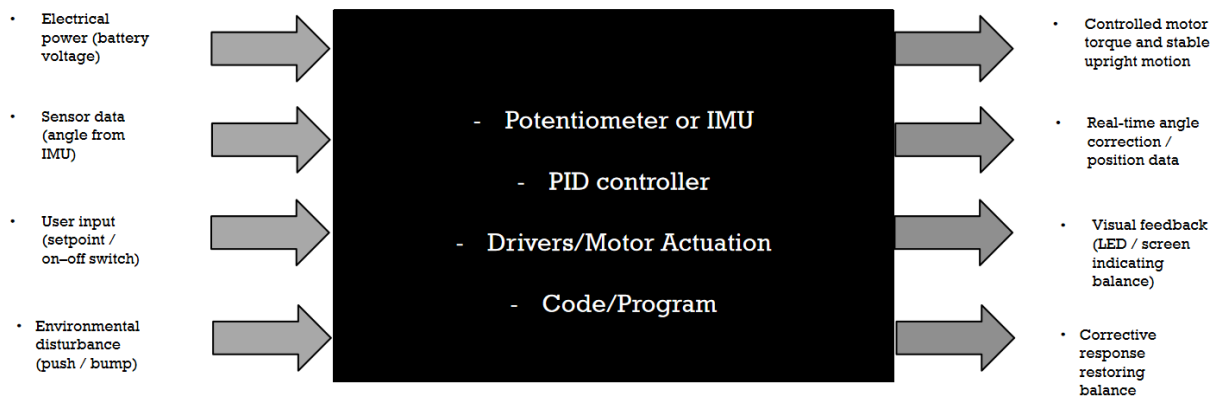 • Electrical
power (battery
voltage)
• Sensor data
(angle from
IMU)
• User input
(setpoint /
on–off switch)
• Environmental
disturbance
(push / bump)
- Potentiometer or IMU
- PID controller
- Drivers/Motor Actuation
- Code/Program
• Controlled motor
torque and stable
upright motion
• Real-time angle
correction /
position data
• Visual feedback
(LED / screen
indicating
balance)
• Corrective
response
restoring
balance